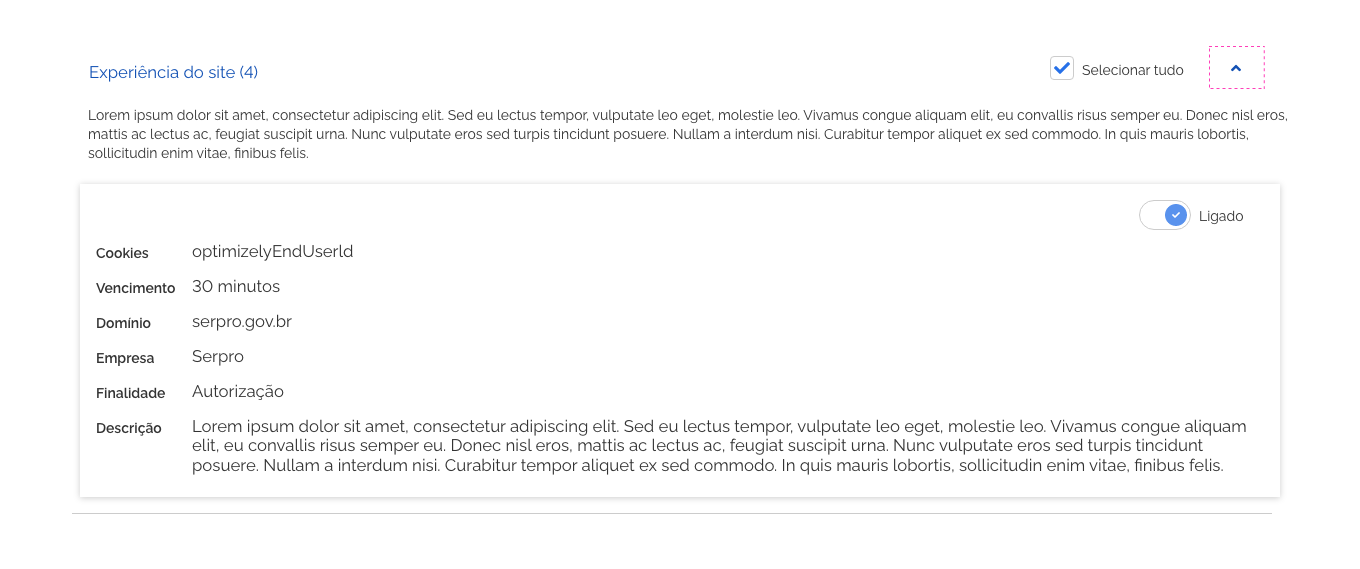 Experiência do site (4)
Selecionar tudo
Lorem ipsum dolor sit amet, consectetur adipiscing elit. Sed eu lectus tempor, vulputate leo eget, molestie leo. Vivamus congue aliquam elit, eu convallis risus semper eu. Donec nisl eros,
mattis ac lectus ac, feugiat suscipit urna. Nunc vulputate eros sed turpis tincidunt posuere. Nullam a interdum nisi. Curabitur tempor aliquet ex sed commodo. In quis mauris lobortis,
sollicitudin enim vitae, finibus felis.
Ligado
Cookies optimizelyEndUserld
Vencimento 30 minutos
Domínio serpro.gov.br
Empresa Serpro
Finalidade Autorização
Descrição Lorem ipsum dolor sit amet, consectetur adipiscing elit. Sed eu lectus tempor, vulputate leo eget, molestie leo. Vivamus congue aliquam
elit, eu convallis risus semper eu. Donec nisl eros, mattis ac lectus ac, feugiat suscipit urna. Nunc vulputate eros sed turpis tincidunt
posuere. Nullam a interdum nisi. Curabitur tempor aliquet ex sed commodo. In quis mauris lobortis, sollicitudin enim vitae, finibus felis.